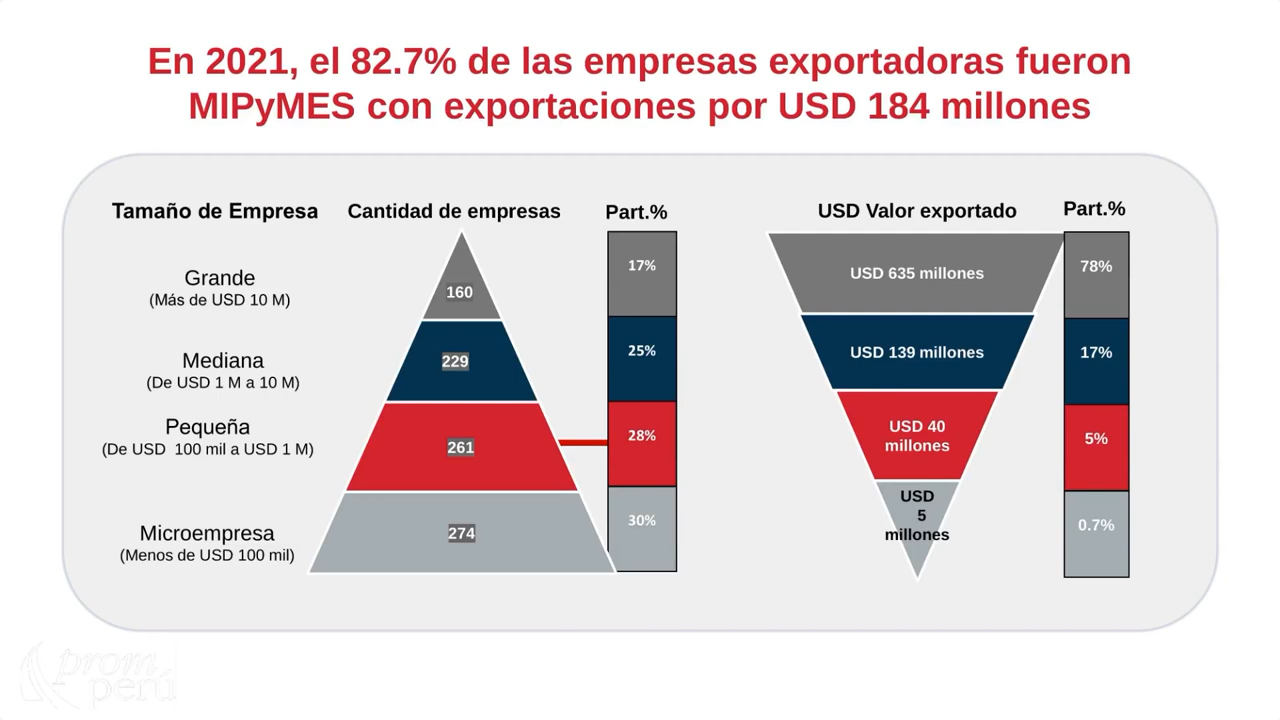 En 2021, el 82.7% de las empresas exportadoras fueron
MIPyMES con exportaciones por USD 184 millones
Tamaño de Empresa
Cantidad de empresas
Part.%
USD Valor exportado
Part.%
Grande
(Más de USD 10 M)
160
17%
USD 635 millones
78%
Mediana
(De USD 1 M a 10 M)
229
25%
USD 139 millones
17%
Pequeña
(De USD  100 mil a USD 1 M)
261
28%
USD 40
millones
5%
Microempresa
(Menos de USD 100 mil)
274
30%
USD
5
millones
0.7%
prom
perú